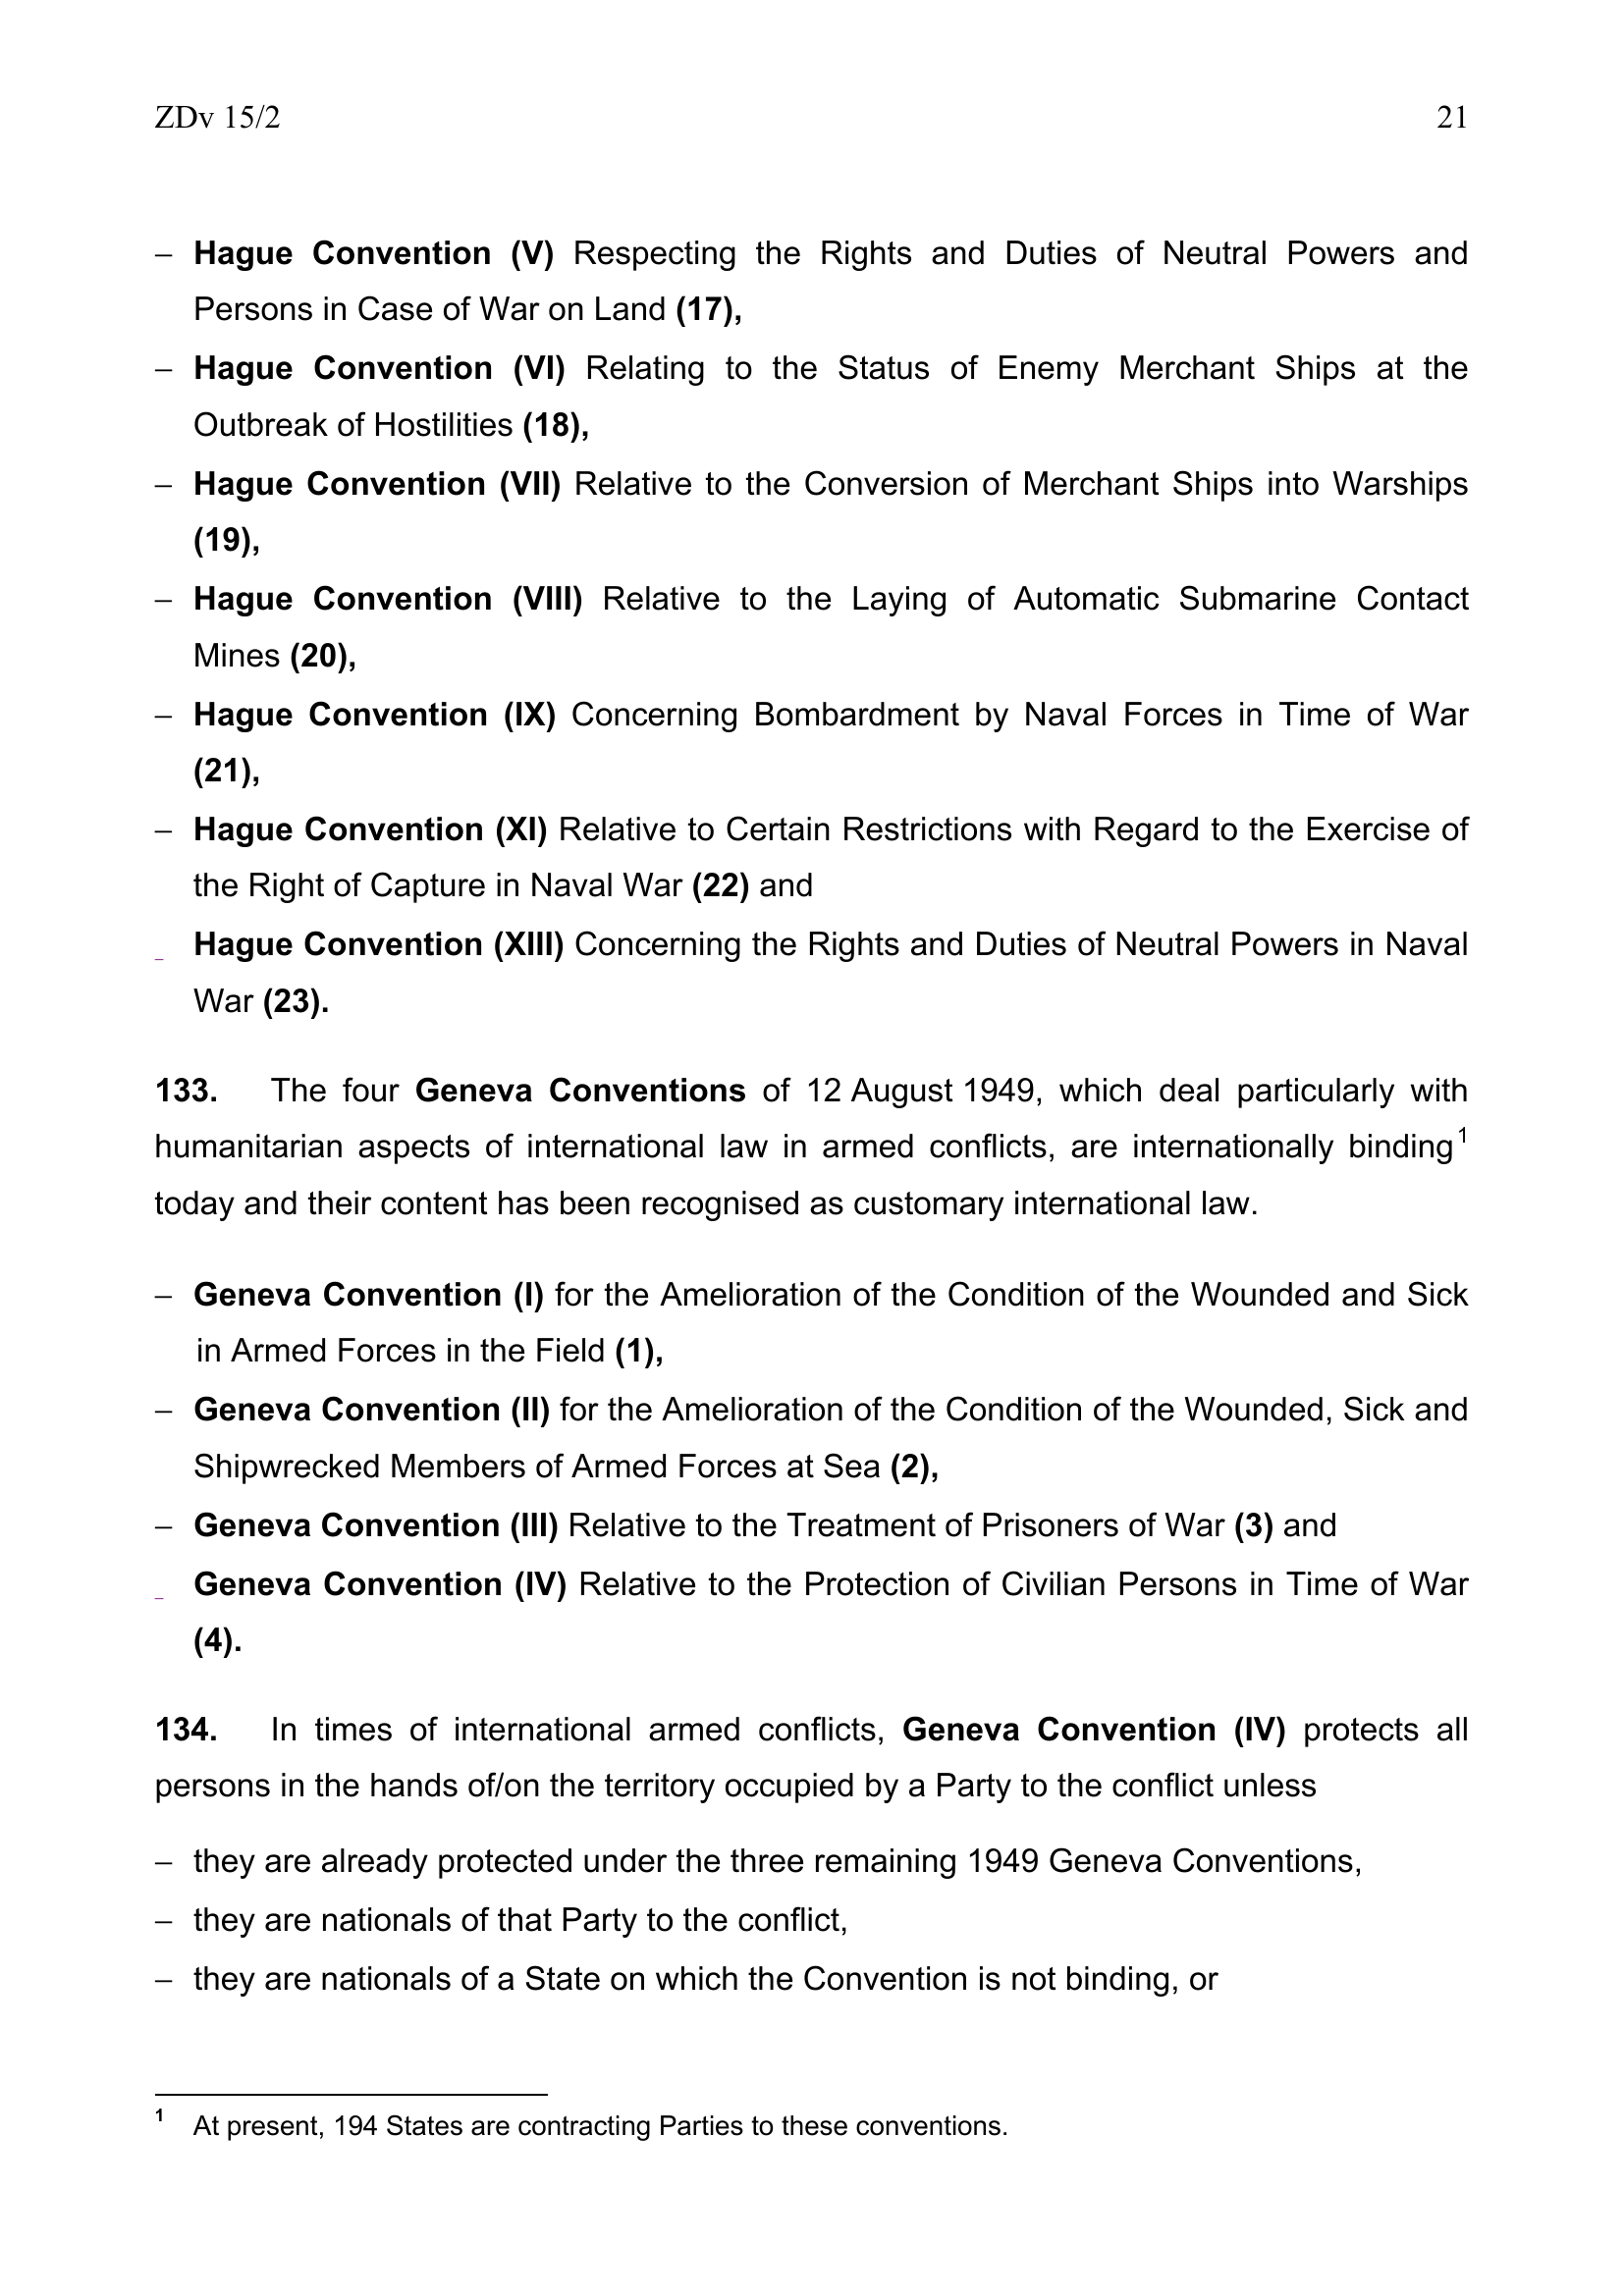 ZDv 15/2 21
– Hague Convention (V) Respecting the Rights and Duties of Neutral Powers and
Persons in Case of War on Land (17),
– Hague Convention (VI) Relating to the Status of Enemy Merchant Ships at the
Outbreak of Hostilities (18),
– Hague Convention (VII) Relative to the Conversion of Merchant Ships into Warships
(19),
– Hague Convention (VIII) Relative to the Laying of Automatic Submarine Contact
Mines (20),
– Hague Convention (IX) Concerning Bombardment by Naval Forces in Time of War
(21),
– Hague Convention (XI) Relative to Certain Restrictions with Regard to the Exercise of
the Right of Capture in Naval War (22) and
– Hague Convention (XIII) Concerning the Rights and Duties of Neutral Powers in Naval
War (23).
133. The four Geneva Conventions of 12 August 1949, which deal particularly with
humanitarian aspects of international law in armed conflicts, are internationally binding 1
today and their content has been recognised as customary international law.
– Geneva Convention (I) for the Amelioration of the Condition of the Wounded and Sick
in Armed Forces in the Field (1),
– Geneva Convention (II) for the Amelioration of the Condition of the Wounded, Sick and
Shipwrecked Members of Armed Forces at Sea (2),
– Geneva Convention (III) Relative to the Treatment of Prisoners of War (3) and
– Geneva Convention (IV) Relative to the Protection of Civilian Persons in Time of War
(4).
134. In times of international armed conflicts, Geneva Convention (IV) protects all
persons in the hands of/on the territory occupied by a Party to the conflict unless
– they are already protected under the three remaining 1949 Geneva Conventions,
– they are nationals of that Party to the conflict,
– they are nationals of a State on which the Convention is not binding, or
1 At present, 194 States are contracting Parties to these conventions.